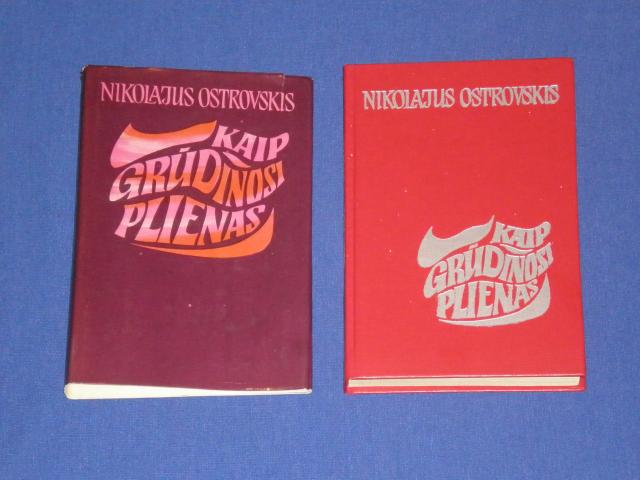 NIKOLAJUS OSTROVSKIS
KAIP
GRŪDINOSI
PLIENAS
NIKOLAJUS OSTROVSKIS
KAIP
GRŪDINOSI
PLIENAS